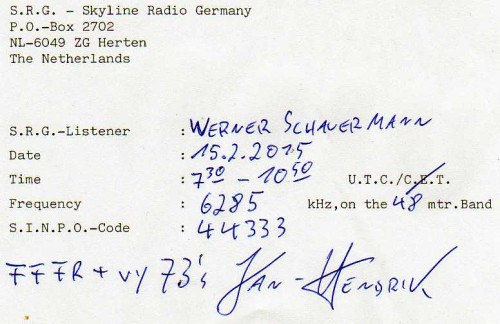 S.R.G. - Skyline Radio Germany
P.O.-Box 2702
NL-6049 ZG Herten
The Netherlands
S.R.G.-Listener : WERNER SCHAUERMANN
Date : 15.2.2015
Time : 7³⁰ - 10⁵⁰ U.T.C./C.E.T.
Frequency : 6285 kHz,on the 48 mtr.Band
S.I.N.P.O.-Code : 44333
FFFR + vy 73's JAN-HENDRIK